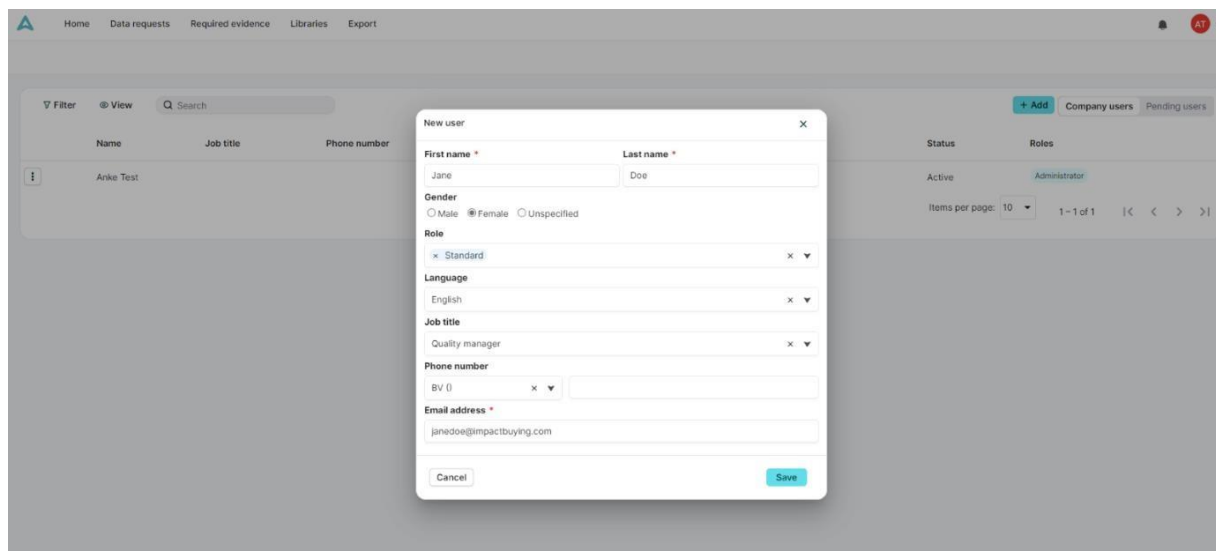 Home Data requests Required evidence Libraries Export AT
Filter View Search + Add Company users Pending users
Name Job title Phone number Status Roles
Anke Test Active Administrator
Items per page: 10 1 – 1 of 1
New user ×
First name * Last name *
Jane Doe
Gender
Male Female Unspecified
Role
× Standard ×
Language
English ×
Job title
Quality manager ×
Phone number
BV () ×
Email address *
janedoe@impactbuying.com
Cancel Save